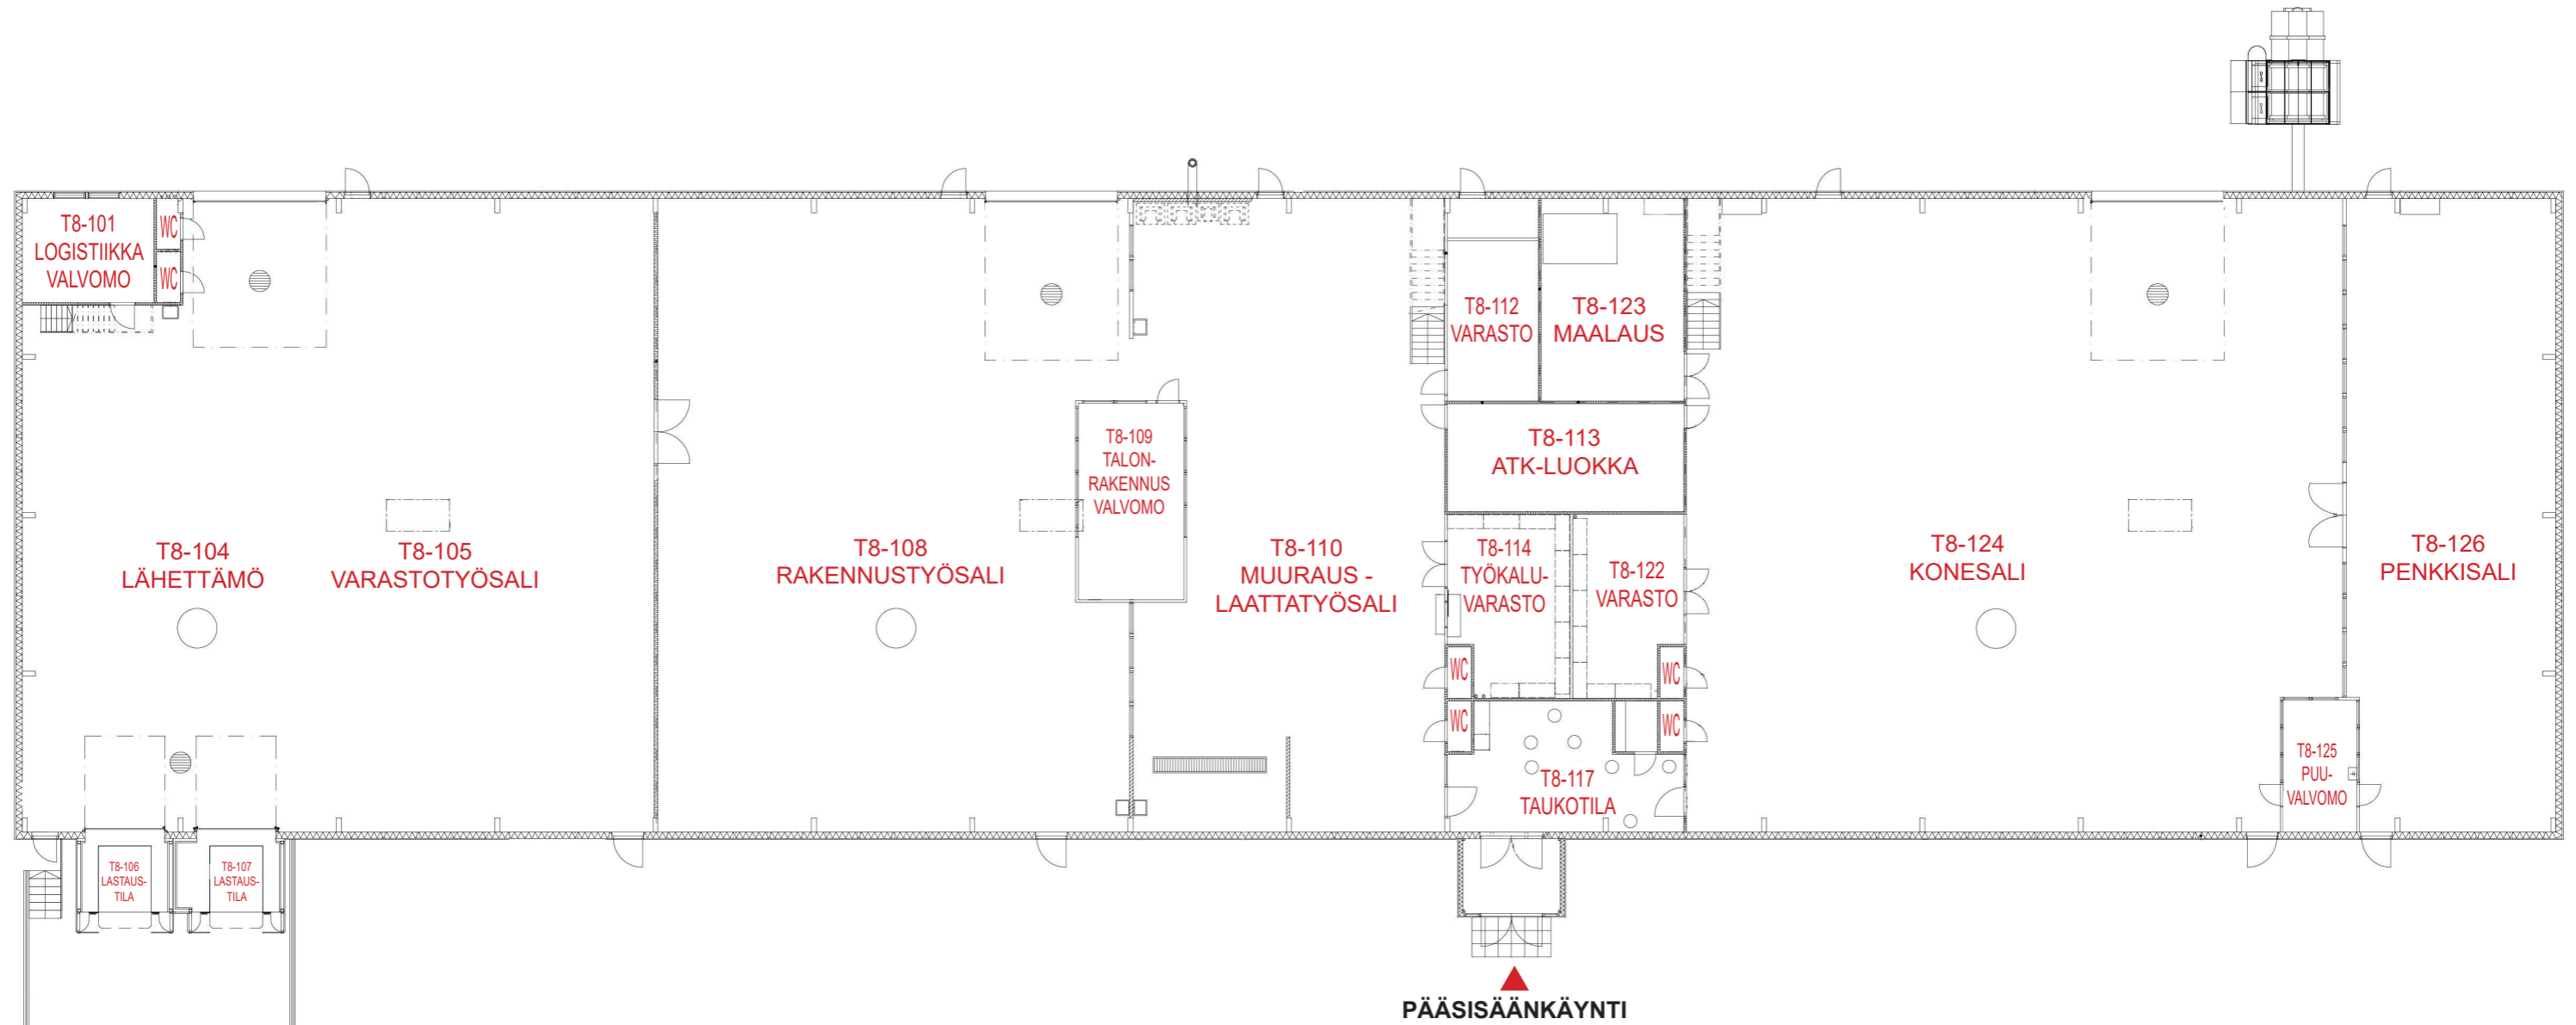 T8-101
LOGISTIIKKA
VALVOMO
WC
WC
T8-104
LÄHETTÄMÖ
T8-105
VARASTOTYÖSALI
T8-106
LASTAUS-
TILA
T8-107
LASTAUS-
TILA
T8-108
RAKENNUSTYÖSALI
T8-109
TALON-
RAKENNUS
VALVOMO
T8-110
MUURAUS -
LAATTATYÖSALI
T8-112
VARASTO
T8-123
MAALAUS
T8-113
ATK-LUOKKA
T8-114
TYÖKALU-
VARASTO
T8-122
VARASTO
WC
WC
WC
WC
T8-117
TAUKOTILA
T8-124
KONESALI
T8-126
PENKKISALI
T8-125
PUU-
VALVOMO
PÄÄSISÄÄNKÄYNTI